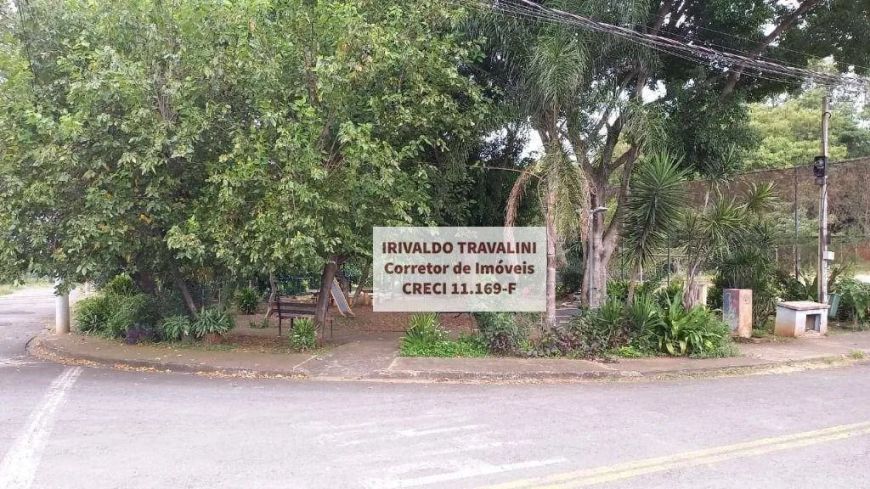 IRIVALDO TRAVALINI
Corretor de Imóveis
CRECI 11.169-F